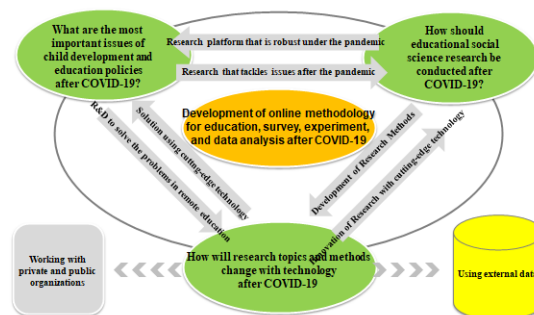 What are the most
important issues of
child development and
education policies
after COVID-19?
Research platform that is robust under the pandemic
Research that tackles issues after the pandemic
How should
educational social
science research be
conducted after
COVID-19?
Development of online methodology
for education, survey, experiment,
and data analysis after COVID-19
R&D to solve the problems in remote education
Solution using cutting-edge technology
Development of Research Methods
Innovation of Research with cutting-edge technology
How will research topics and methods
change with technology
after COVID-19
Working with
private and public
organizations
Using external data